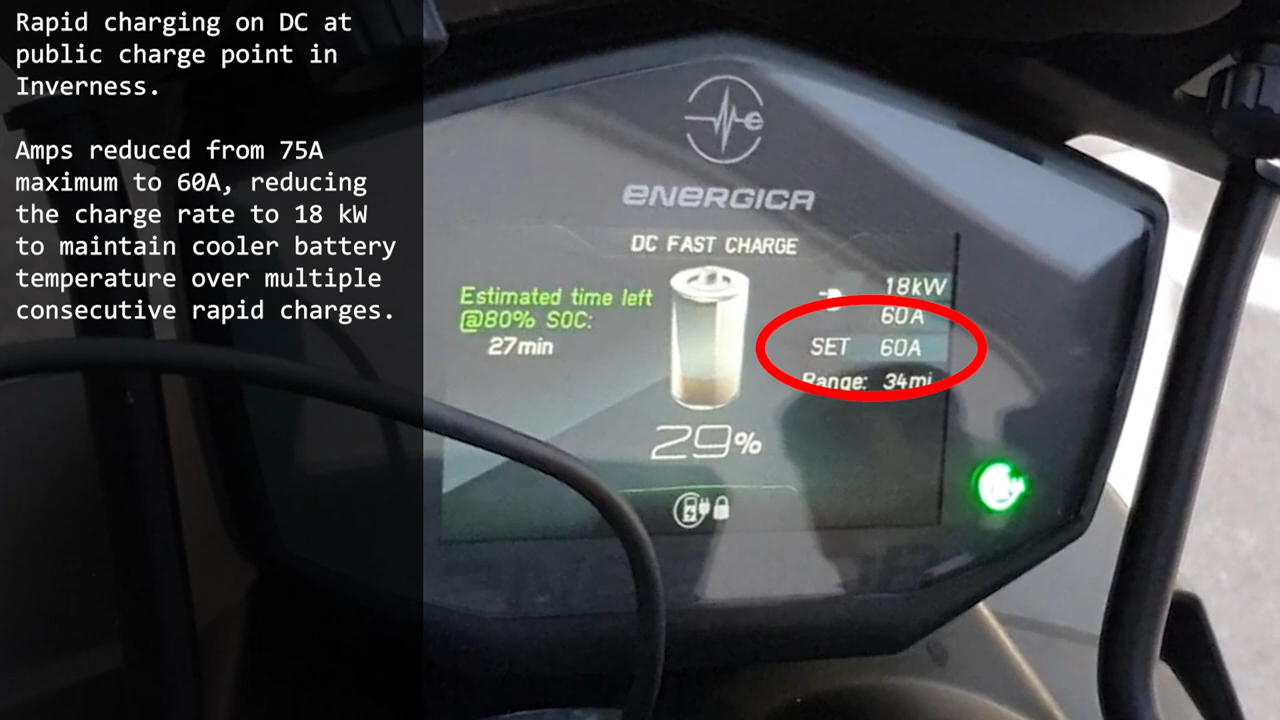 Rapid charging on DC at
public charge point in
Inverness.
Amps reduced from 75A
maximum to 60A, reducing
the charge rate to 18 kW
to maintain cooler battery
temperature over multiple
consecutive rapid charges.
e
ENERGICA
DC FAST CHARGE
Estimated time left
@80% SOC:
27min
18kW
60A
SET 60A
Range: 34mi
29%